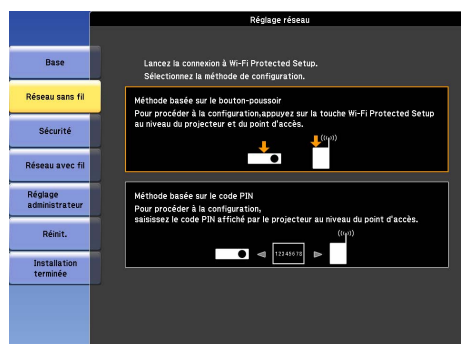 Réglage réseau
Base
Réseau sans fil
Sécurité
Réseau avec fil
Réglage
administrateur
Réinit.
Installation
terminée
Lancez la connexion à Wi-Fi Protected Setup.
Sélectionnez la méthode de configuration.
Méthode basée sur le bouton-poussoir
Pour procéder à la configuration,appuyez sur la touche Wi-Fi Protected Setup
au niveau du projecteur et du point d'accès.
Méthode basée sur le code PIN
Pour procéder à la configuration,
saisissez le code PIN affiché par le projecteur au niveau du point d'accès.
12345678